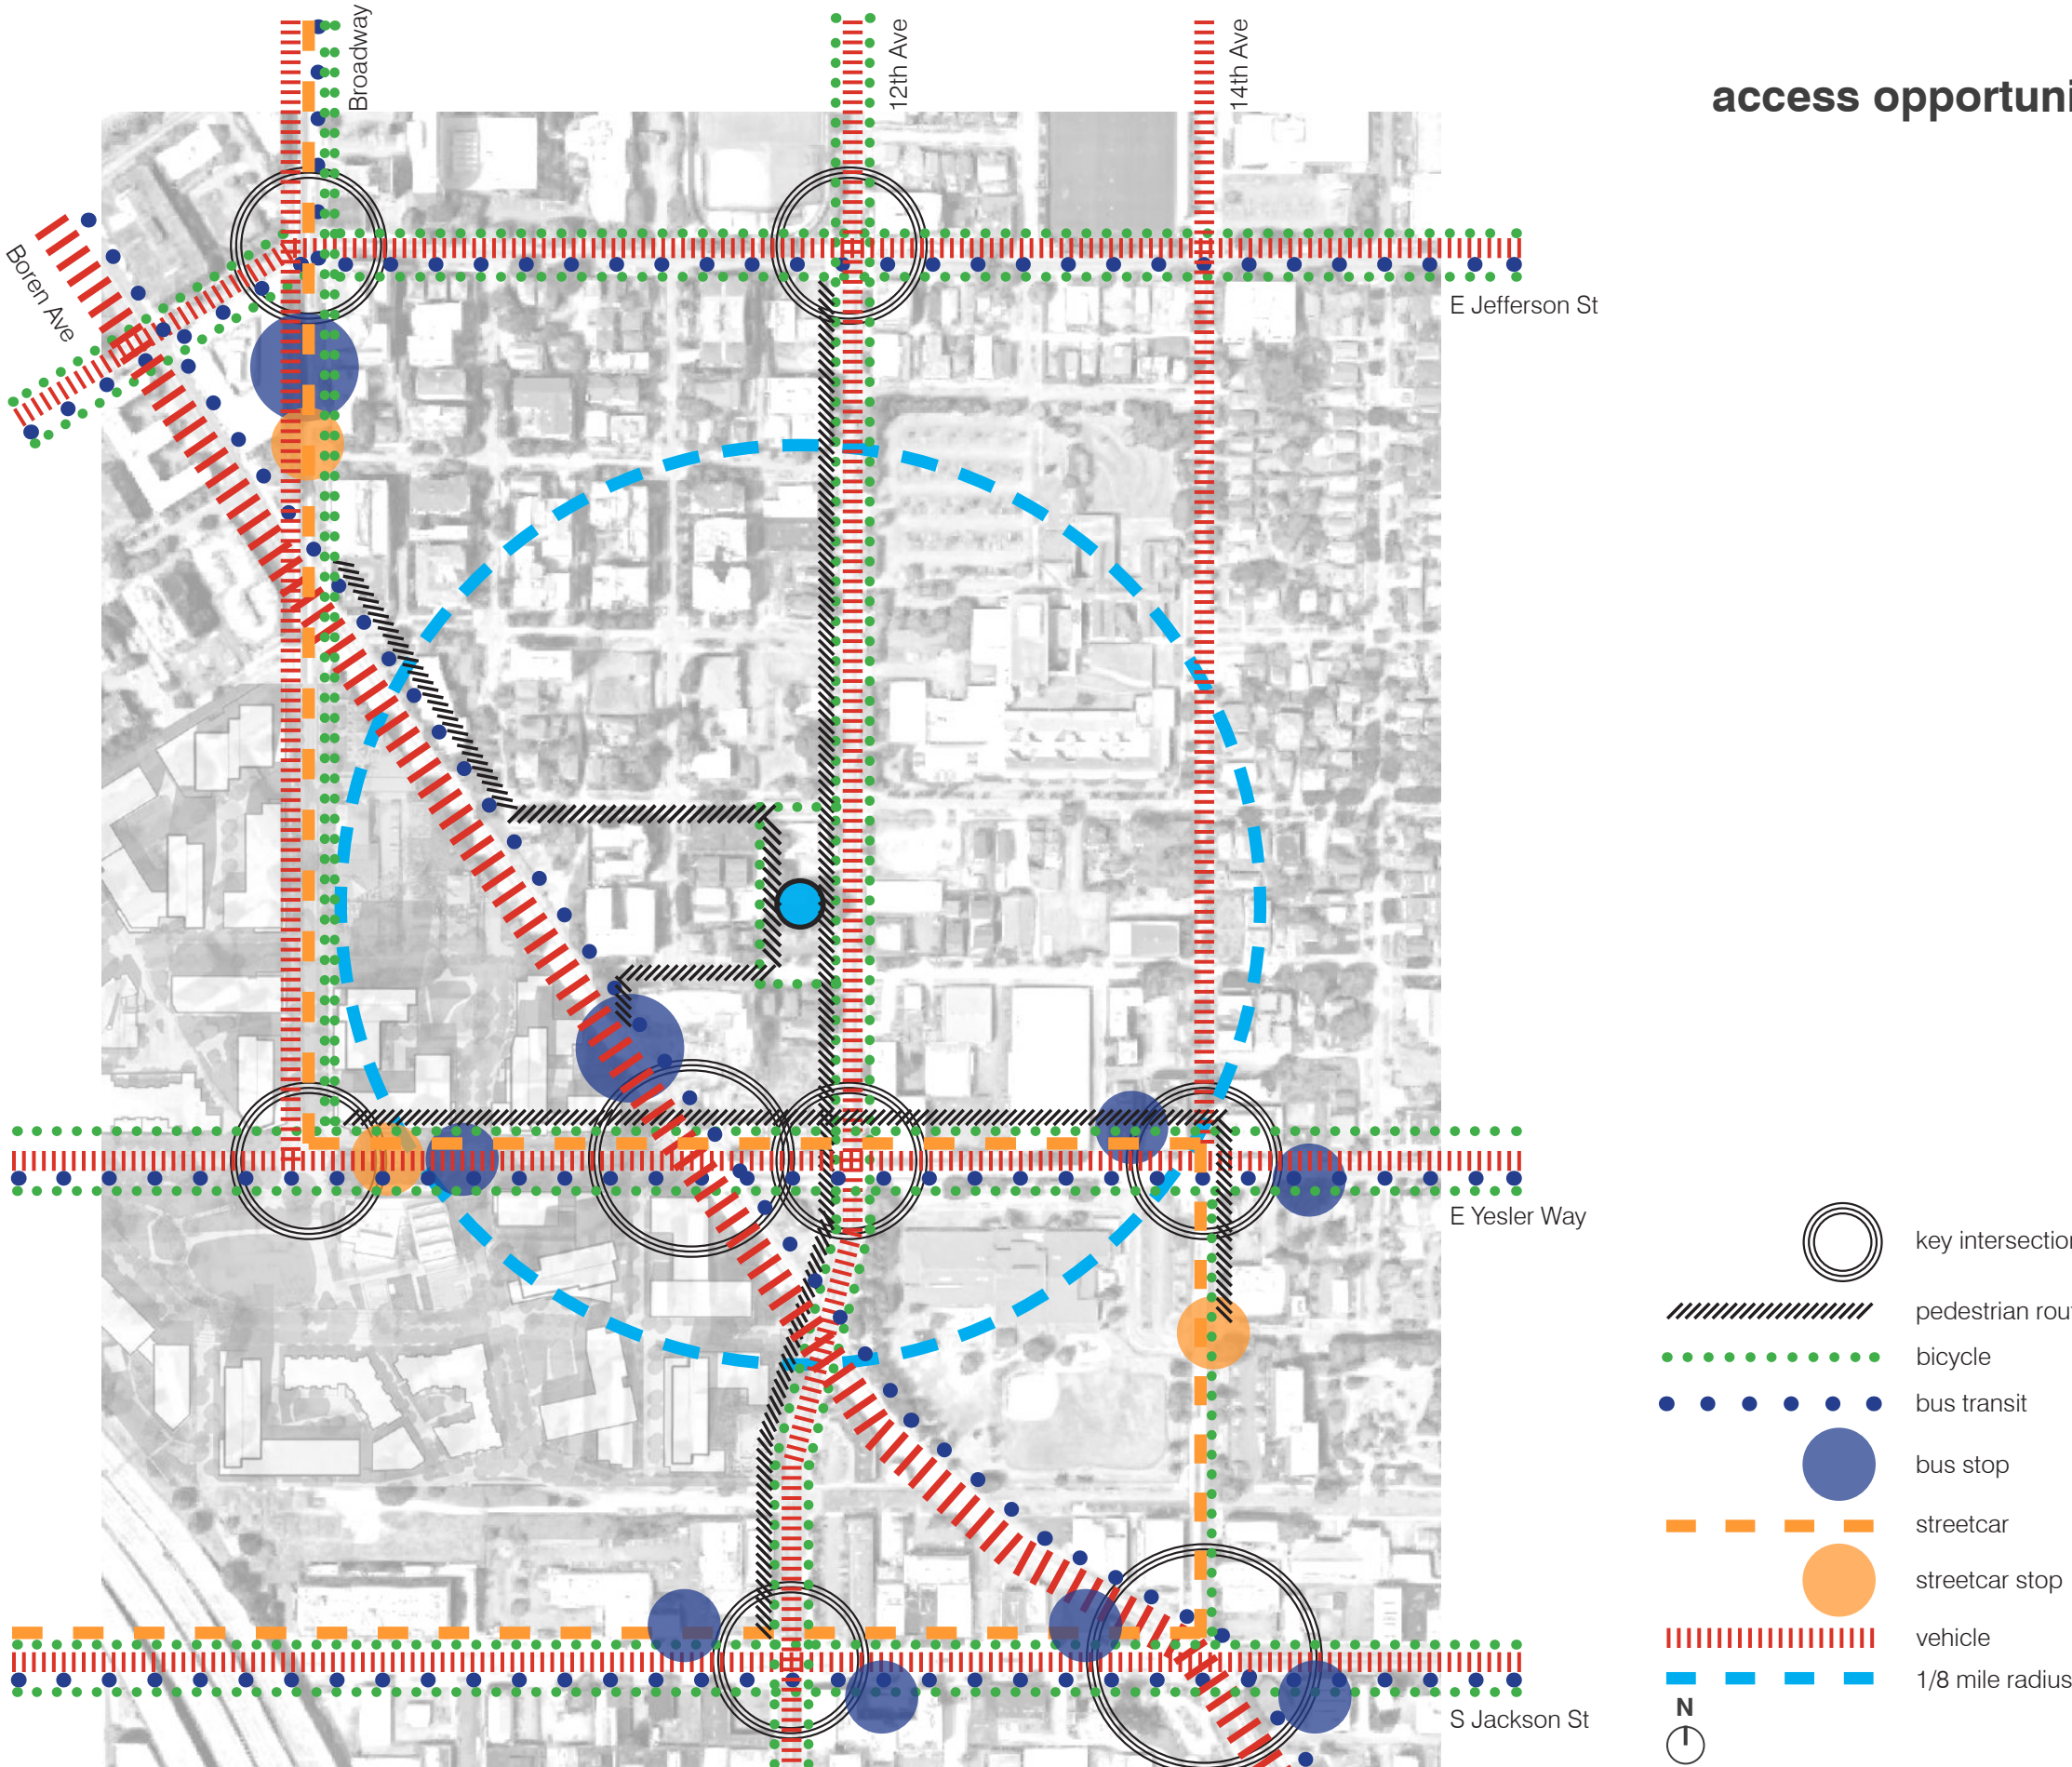 Broadway
12th Ave
14th Ave
access opportuni
Boren Ave
E Jefferson St
E Yesler Way
key intersection
pedestrian rou
bicycle
bus transit
bus stop
streetcar
streetcar stop
vehicle
1/8 mile radius
N
S Jackson St